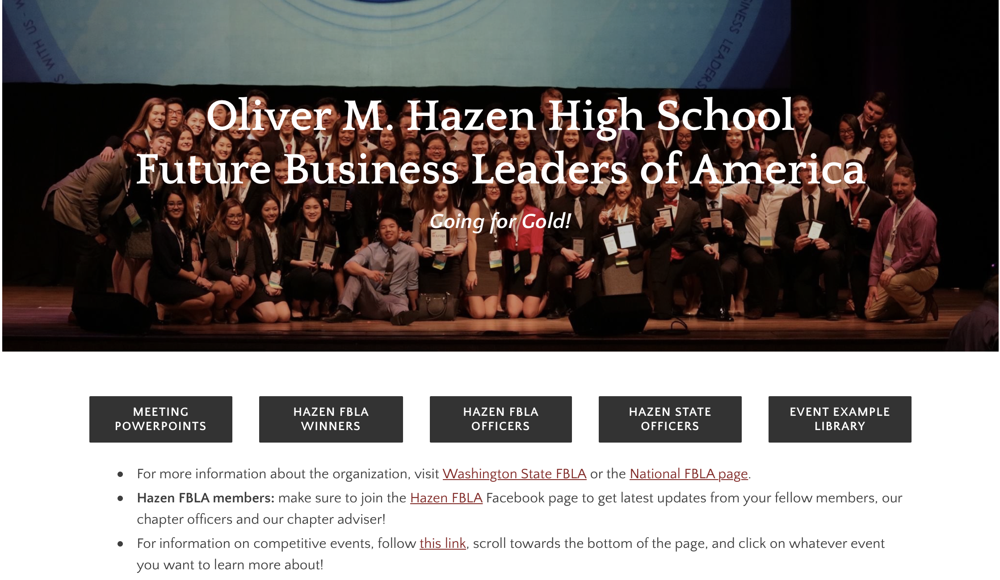 S WITH US - W
SINESS LEADERS
Oliver M. Hazen High School
Future Business Leaders of America
Going for Gold!
MEETING
POWERPOINTS
HAZEN FBLA
WINNERS
HAZEN FBLA
OFFICERS
HAZEN STATE
OFFICERS
EVENT EXAMPLE
LIBRARY
● For more information about the organization, visit Washington State FBLA or the National FBLA page.
● Hazen FBLA members: make sure to join the Hazen FBLA Facebook page to get latest updates from your fellow members, our
chapter officers and our chapter adviser!
● For information on competitive events, follow this link, scroll towards the bottom of the page, and click on whatever event
you want to learn more about!